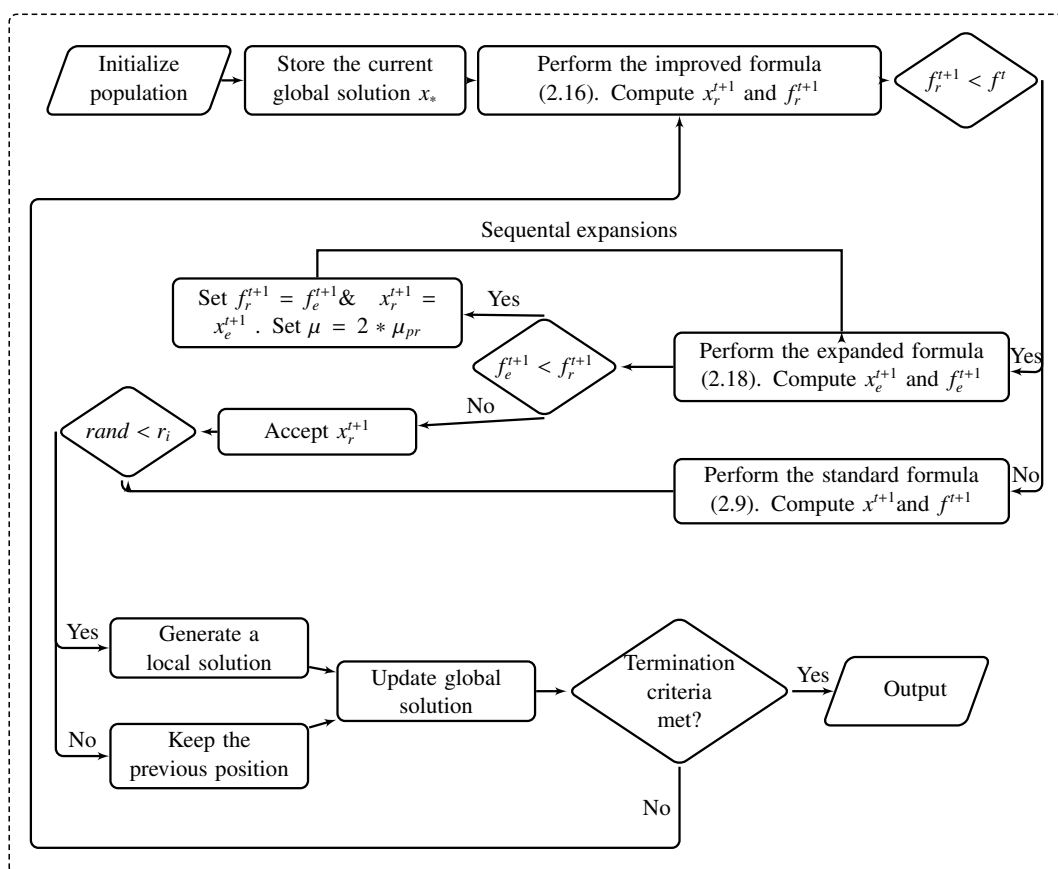 Initialize
population
Store the current
global solution x_*
Perform the improved formula
(2.16). Compute x_r^{t+1} and f_r^{t+1}
f_r^{t+1} < f^t
Sequental expansions
Set f_r^{t+1} = f_e^{t+1} & x_r^{t+1} =
x_e^{t+1} . Set μ = 2 * μ_{pr}
Yes
f_e^{t+1} < f_r^{t+1}
Perform the expanded formula
(2.18). Compute x_e^{t+1} and f_e^{t+1}
Yes
No
rand < r_i
Accept x_r^{t+1}
Perform the standard formula
(2.9). Compute x^{t+1} and f^{t+1}
No
Yes
Generate a
local solution
Update global
solution
Termination
criteria
met?
Yes
Output
No
Keep the
previous position
No